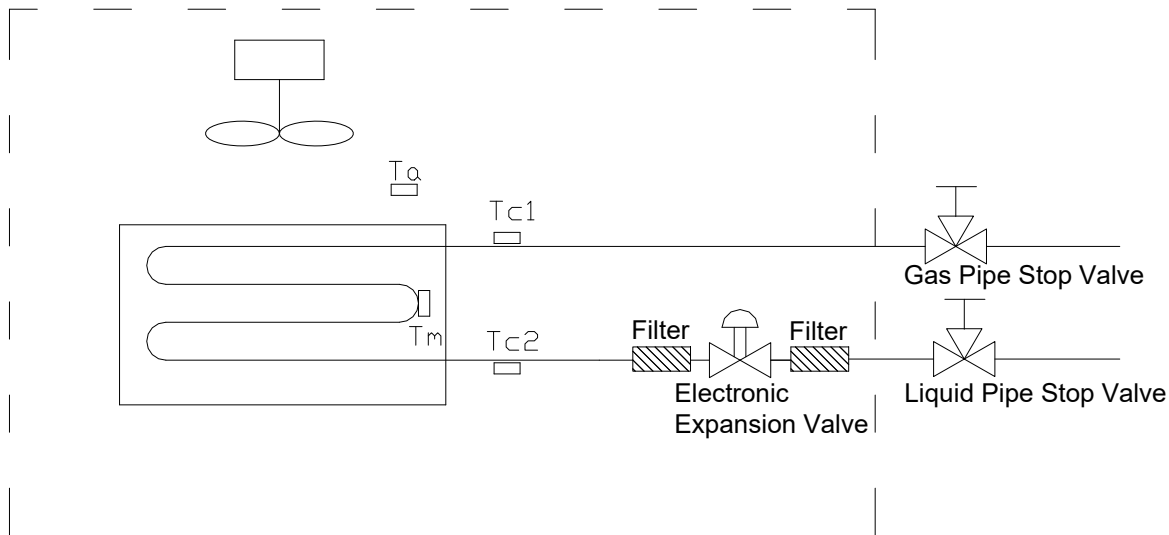 Ta
Tc1
Gas Pipe Stop Valve
Tm
Tc2
Filter
Filter
Electronic
Expansion Valve
Liquid Pipe Stop Valve